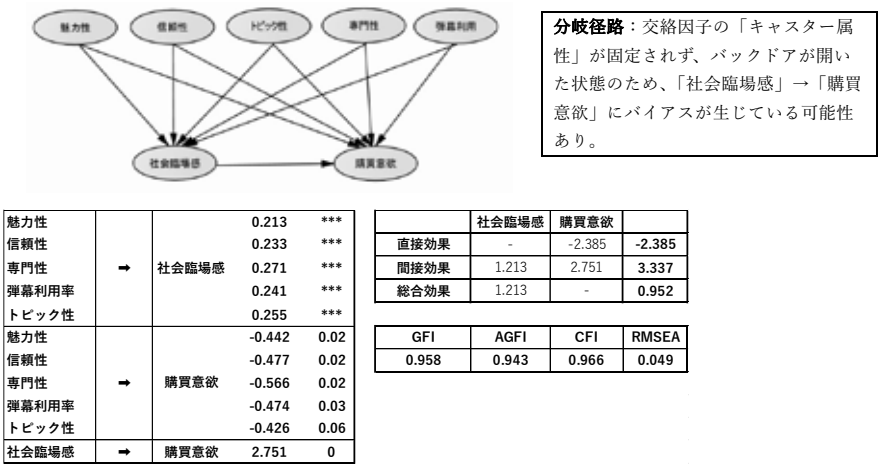 魅力性 信頼性 トピック性 専門性 弾幕利用
社会臨場感 購買意欲
分岐径路：交絡因子の「キャスター属
性」が固定されず、バックドアが開い
た状態のため、「社会臨場感」→「購買
意欲」にバイアスが生じている可能性
あり。
魅力性 0.213 ***
信頼性 0.233 ***
専門性 ➡ 社会臨場感 0.271 ***
弾幕利用率 0.241 ***
トピック性 0.255 ***
魅力性 -0.442 0.02
信頼性 -0.477 0.02
専門性 ➡ 購買意欲 -0.566 0.02
弾幕利用率 -0.474 0.03
トピック性 -0.426 0.06
社会臨場感 ➡ 購買意欲 2.751 0
社会臨場感 購買意欲
直接効果 - -2.385 -2.385
間接効果 1.213 2.751 3.337
総合効果 1.213 - 0.952
GFI AGFI CFI RMSEA
0.958 0.943 0.966 0.049